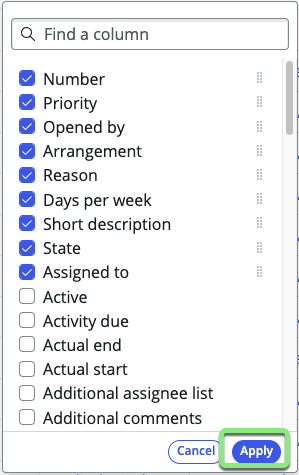 Find a column
Number
Priority
Opened by
Arrangement
Reason
Days per week
Short description
State
Assigned to
Active
Activity due
Actual end
Actual start
Additional assignee list
Additional comments
Cancel
Apply